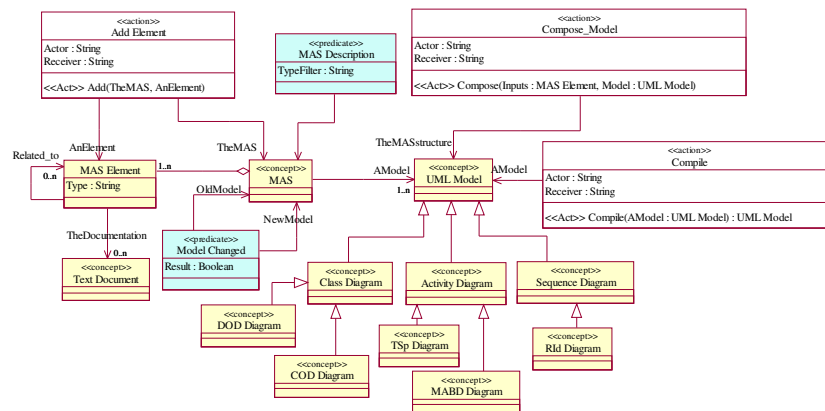 <<action>>
Add Element
Actor : String
Receiver : String
<<Act>> Add(TheMAS, AnElement)
<<predicate>>
MAS Description
TypeFilter : String
<<action>>
Compose_Model
Actor : String
Receiver : String
<<Act>> Compose(Inputs : MAS Element, Model : UML Model)
AnElement
TheMAS
TheMASstructure
Related_to
0..n
MAS Element
Type : String
1..n
<<concept>>
MAS
AModel
1..n
<<concept>>
UML Model
AModel
<<action>>
Compile
Actor : String
Receiver : String
<<Act>> Compile(AModel : UML Model) : UML Model
OldModel
NewModel
TheDocumentation
0..n
<<concept>>
Text Document
<<predicate>>
Model Changed
Result : Boolean
<<concept>>
Class Diagram
<<concept>>
Activity Diagram
<<concept>>
Sequence Diagram
<<concept>>
DOD Diagram
<<concept>>
TSp Diagram
<<concept>>
RId Diagram
<<concept>>
COD Diagram
<<concept>>
MABD Diagram